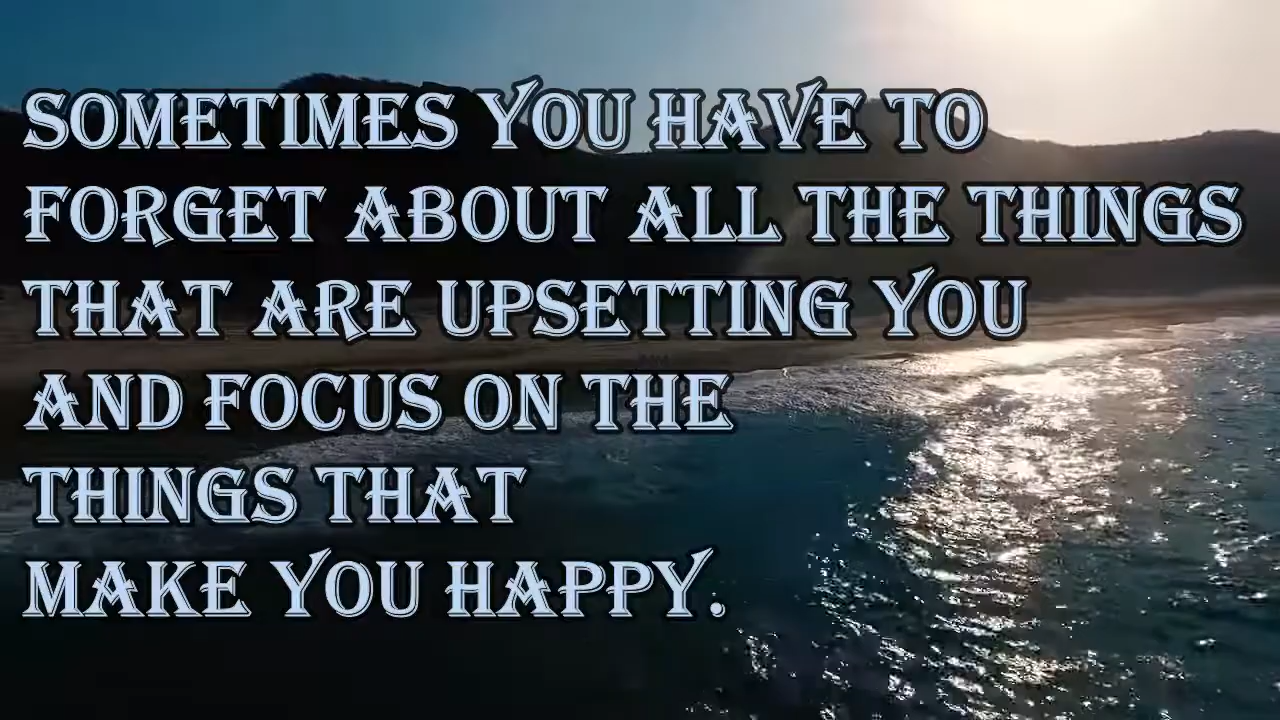 SOMETIMES YOU HAVE TO
FORGET ABOUT ALL THE THINGS
THAT ARE UPSETTING YOU
AND FOCUS ON THE
THINGS THAT
MAKE YOU HAPPY.